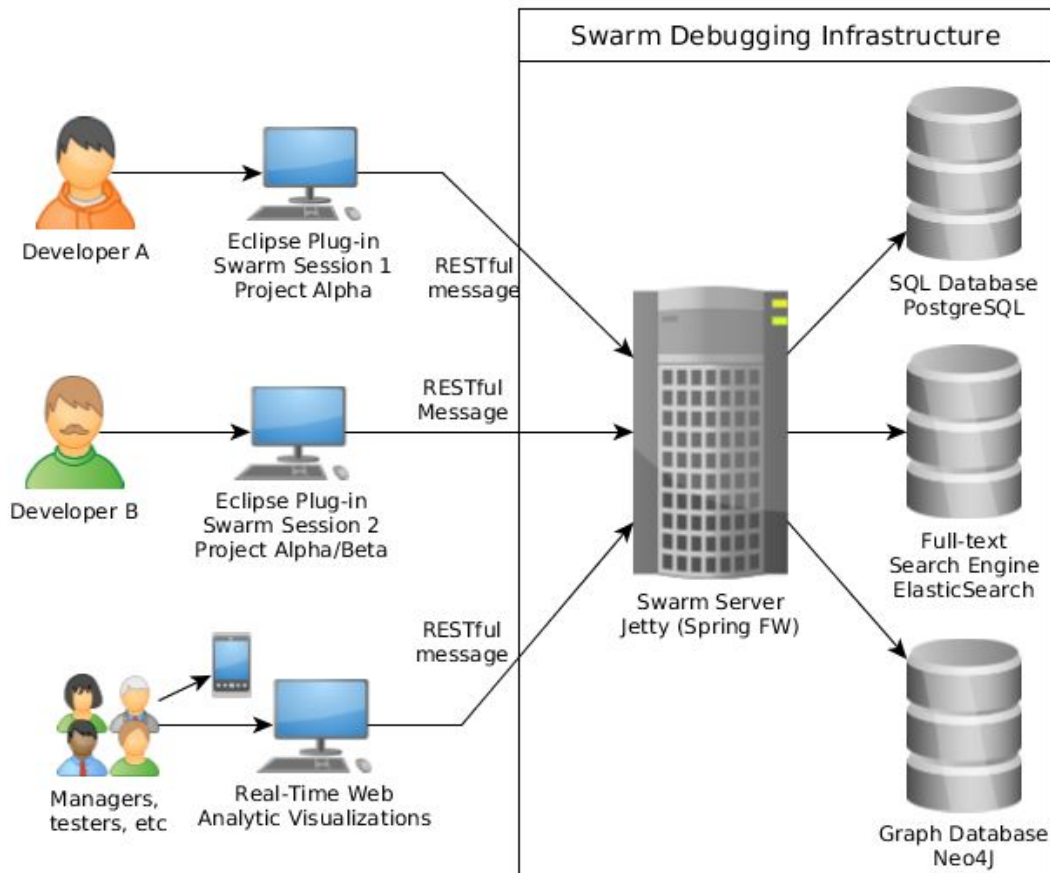 Swarm Debugging Infrastructure
Developer A
Eclipse Plug-in
Swarm Session 1
Project Alpha
RESTful
message
SQL Database
PostgreSQL
Developer B
Eclipse Plug-in
Swarm Session 2
Project Alpha/Beta
RESTful
Message
Swarm Server
Jetty (Spring FW)
Full-text
Search Engine
ElasticSearch
Managers,
testers, etc
Real-Time Web
Analytic Visualizations
RESTful
message
Graph Database
Neo4J